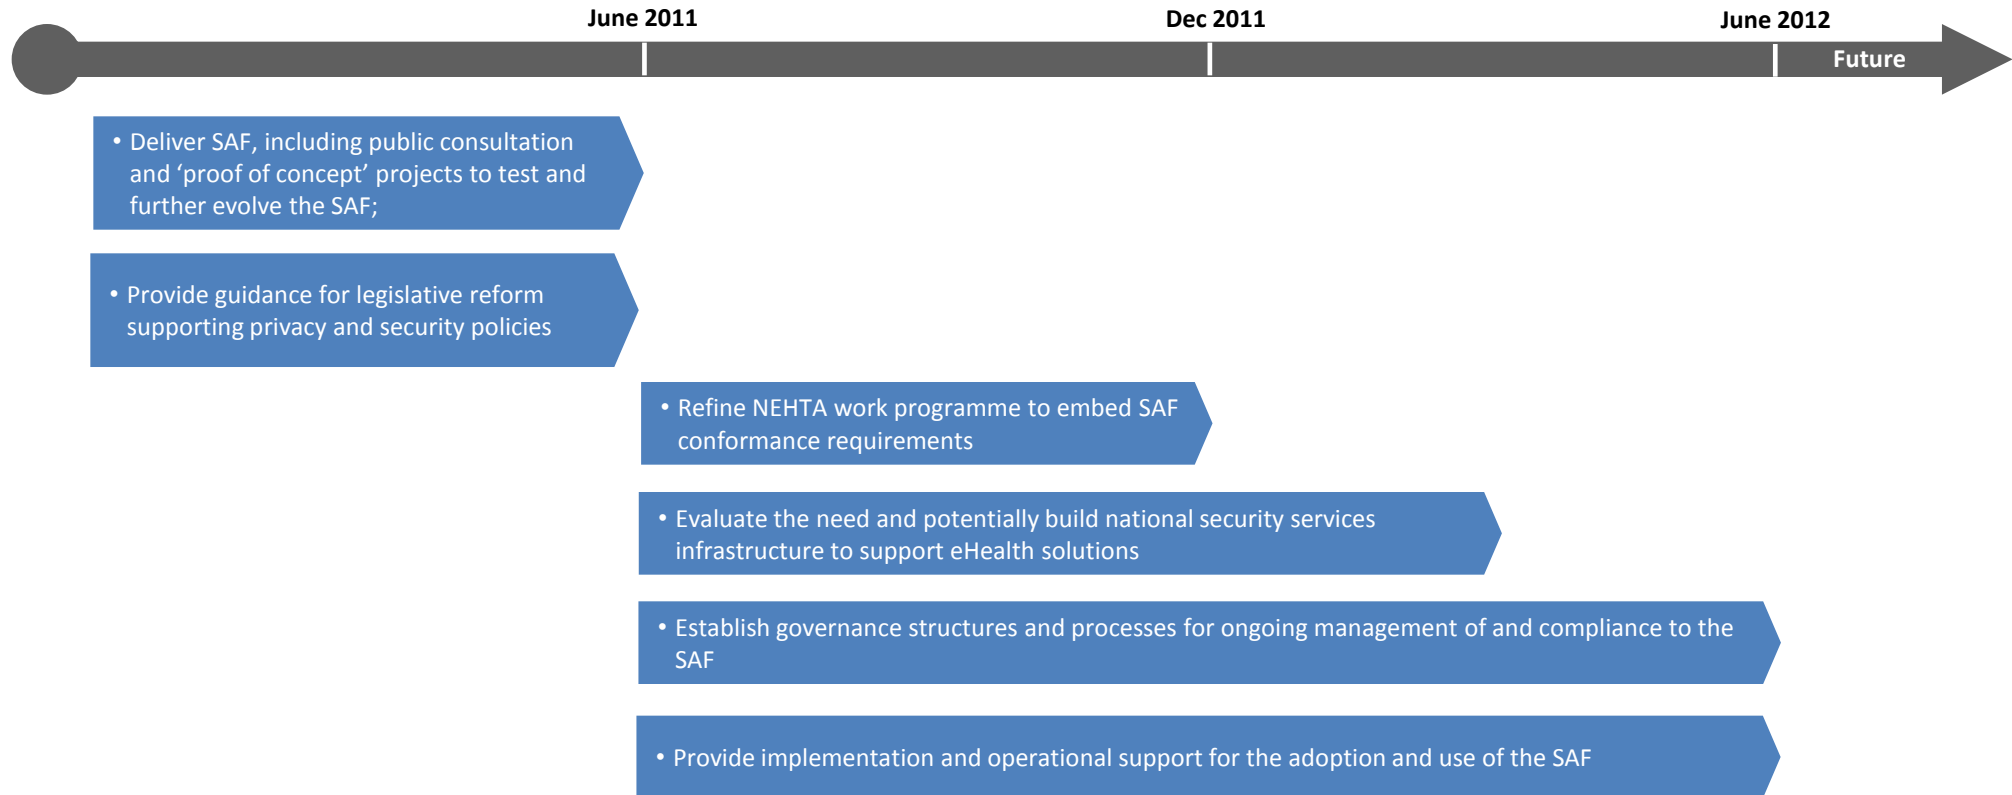 June 2011
Dec 2011
June 2012
Future
• Deliver SAF, including public consultation
and ‘proof of concept’ projects to test and
further evolve the SAF;
• Provide guidance for legislative reform
supporting privacy and security policies
• Refine NEHTA work programme to embed SAF
conformance requirements
• Evaluate the need and potentially build national security services
infrastructure to support eHealth solutions
• Establish governance structures and processes for ongoing management of and compliance to the
SAF
• Provide implementation and operational support for the adoption and use of the SAF